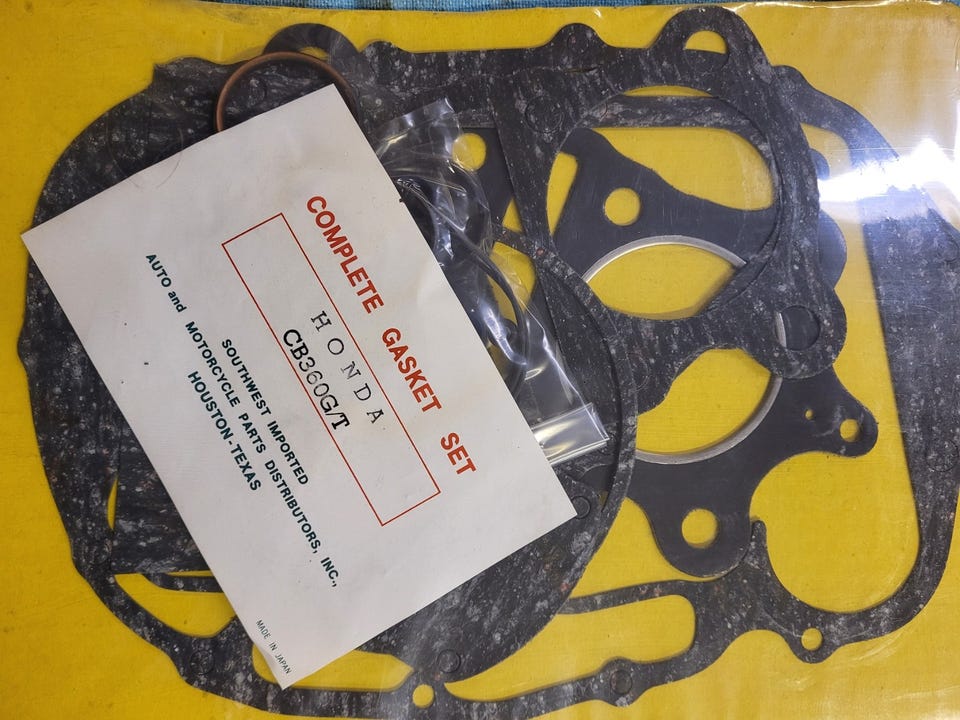 COMPLETE GASKET SET
HONDA
CB360G/T
SOUTHWEST IMPORTED
AUTO and MOTORCYCLE PARTS DISTRIBUTORS, INC.,
HOUSTON-TEXAS
MADE IN JAPAN